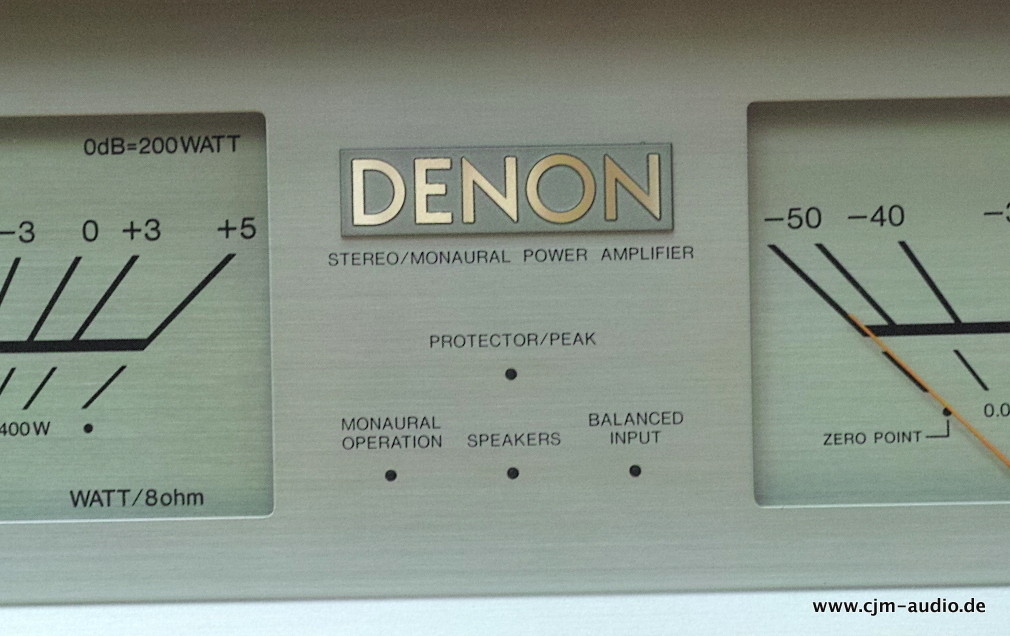 0dB=200WATT
-3 0 +3 +5
400W
WATT/8ohm
DENON
STEREO/MONAURAL POWER AMPLIFIER
PROTECTOR/PEAK
MONAURAL
OPERATION
SPEAKERS
BALANCED
INPUT
-50 -40
ZERO POINT
www.cjm-audio.de